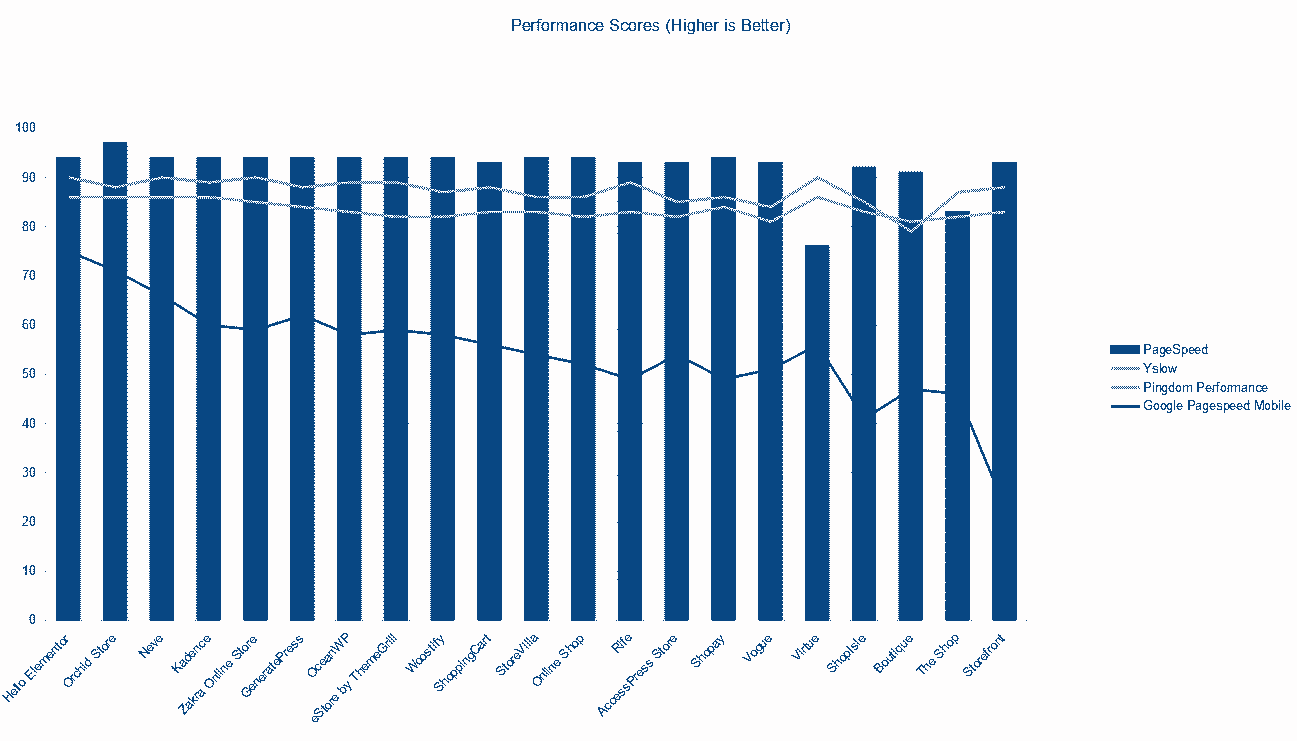 Performance Scores (Higher is Better)
100
90
80
70
60
50
40
30
20
10
0
Hello Elementor
Orchid Store
Neve
Kadence
Zakra Online Store
GeneratePress
OceanWP
eStore by ThemeGrill
Woostify
ShoppingCart
StoreVilla
Online Shop
Rife
AccessPress Store
Shopay
Vogue
Virtue
ShopIsle
Boutique
The Shop
Storefront
PageSpeed
Yslow
Pingdom Performance
Google Pagespeed Mobile